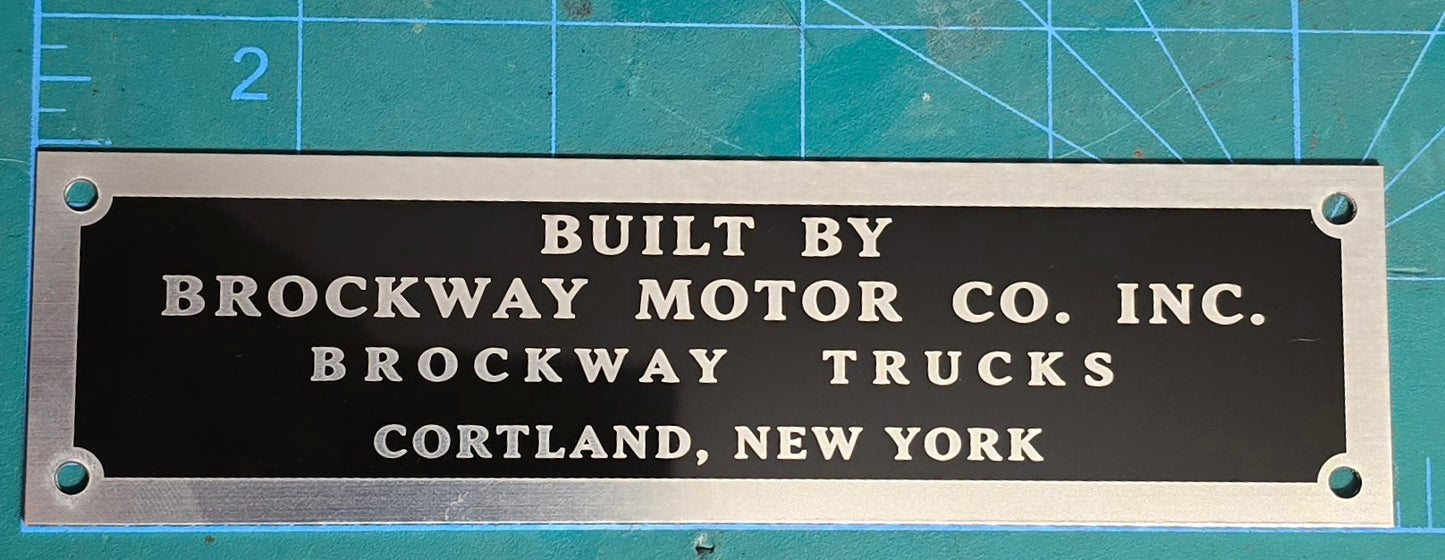 2
BUILT BY
BROCKWAY MOTOR CO. INC.
BROCKWAY TRUCKS
CORTLAND, NEW YORK